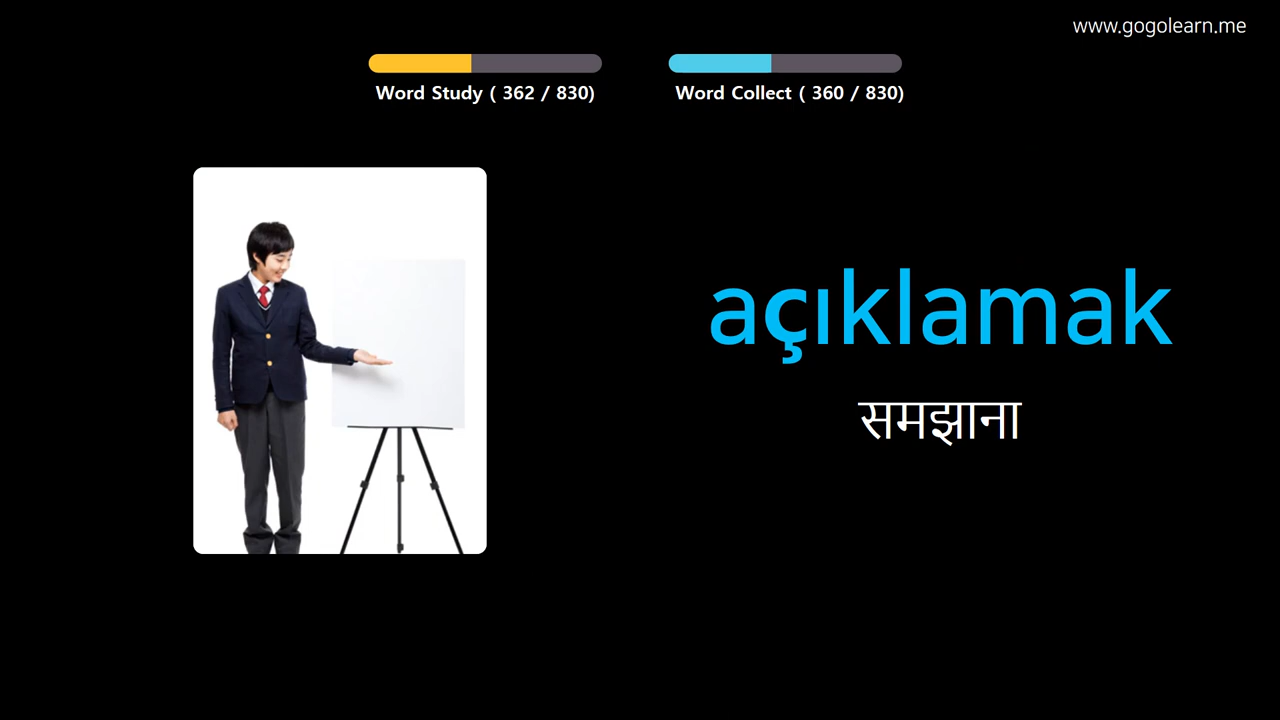 www.gogolearn.me
Word Study ( 362 / 830)
Word Collect ( 360 / 830)
açıklamak
समझाना